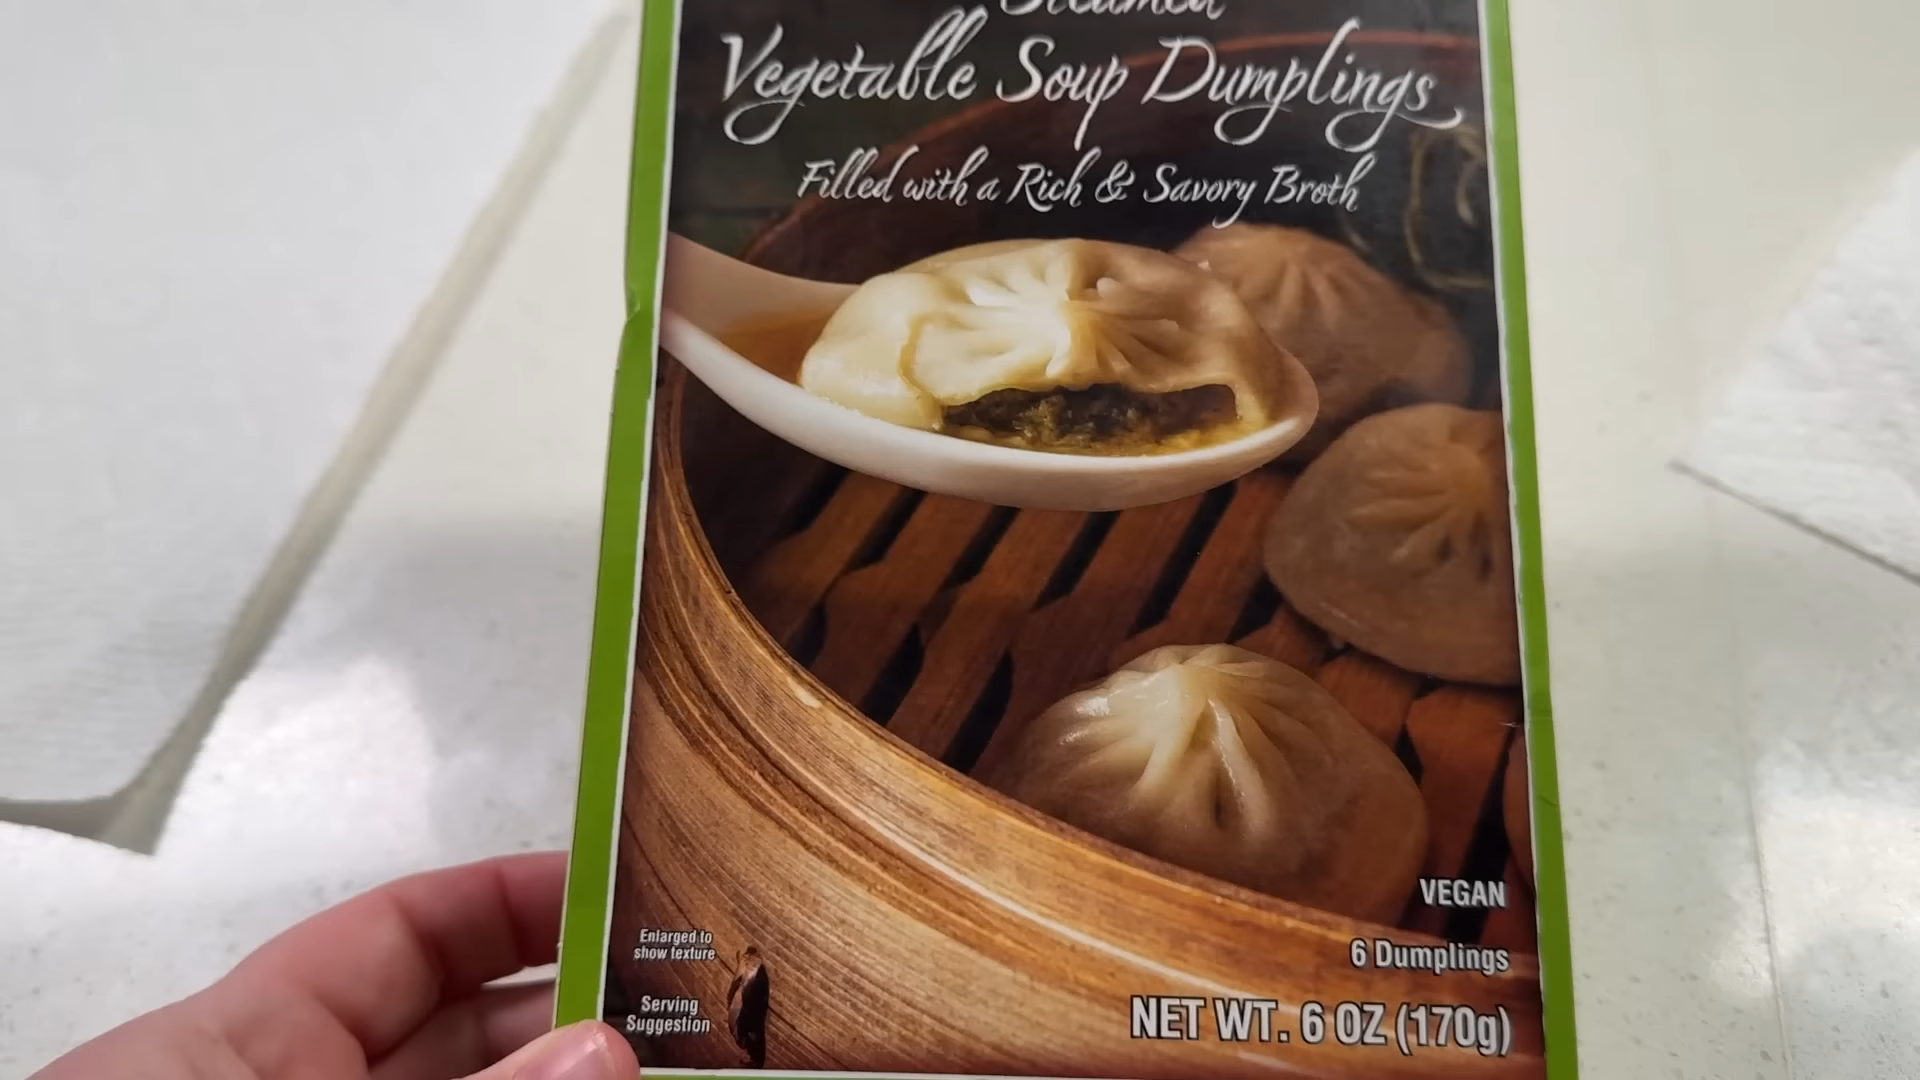 Steamed
Vegetable Soup Dumplings
Filled with a Rich & Savory Broth
VEGAN
6 Dumplings
NET WT. 6 OZ (170g)
Enlarged to
show texture
Serving
Suggestion